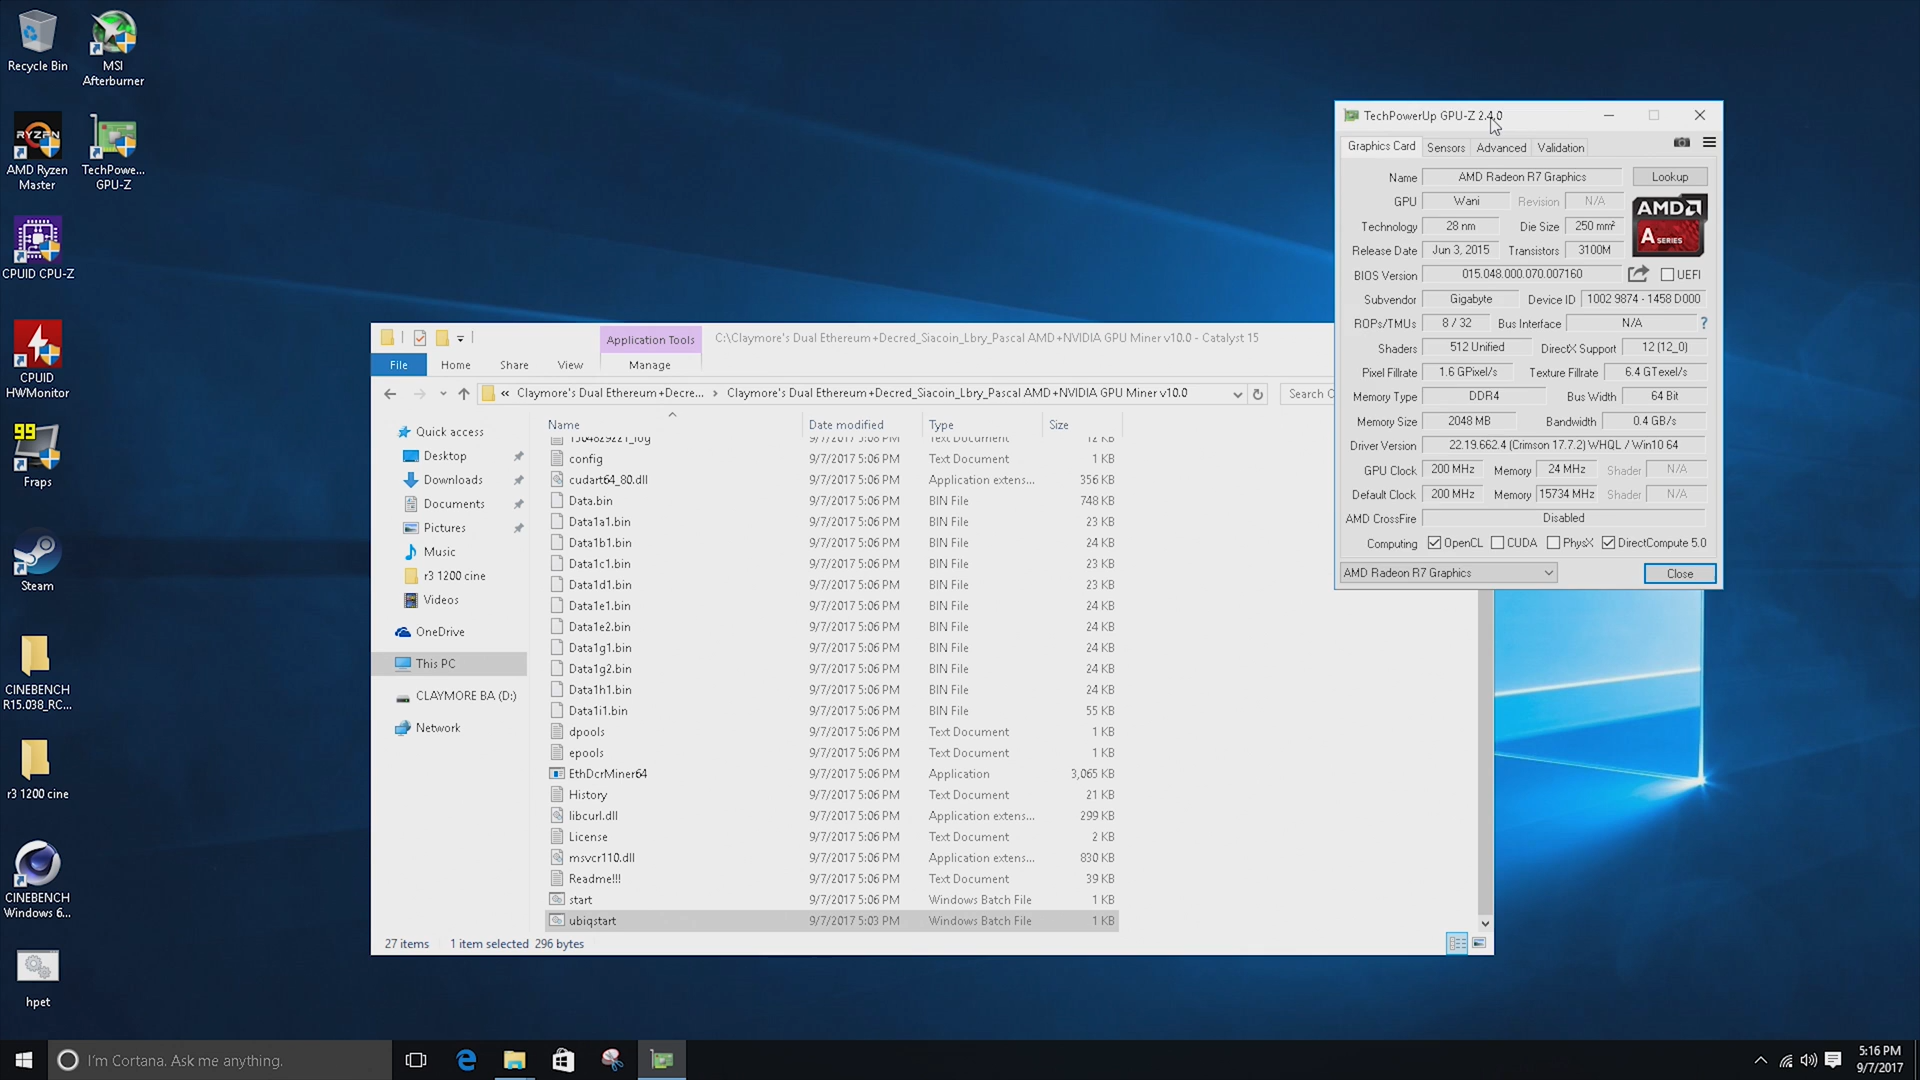 Recycle Bin
MSI
Afterburner
AMD Ryzen
Master
TechPowe...
GPU-Z
CPUID CPU-Z
CPUID
HWMonitor
Fraps
Steam
CINEBENCH
R15.038_RC...
r3 1200 cine
CINEBENCH
Windows 6...
hpet
RYZEN
99
Application Tools
C:\Claymore's Dual Ethereum+Decred_Siacoin_Lbry_Pascal AMD+NVIDIA GPU Miner v10.0 - Catalyst 15
File Home Share View Manage
« Claymore's Dual Ethereum+Decre... › Claymore's Dual Ethereum+Decred_Siacoin_Lbry_Pascal AMD+NVIDIA GPU Miner v10.0
Search C
Quick access
Desktop
Downloads
Documents
Pictures
Music
r3 1200 cine
Videos
OneDrive
This PC
CLAYMORE BA (D:)
Network
Name Date modified Type Size
1504829221_log 9/7/2017 5:08 PM Text Document 12 KB
config 9/7/2017 5:06 PM Text Document 1 KB
cudart64_80.dll 9/7/2017 5:06 PM Application extens... 356 KB
Data.bin 9/7/2017 5:06 PM BIN File 748 KB
Data1a1.bin 9/7/2017 5:06 PM BIN File 23 KB
Data1b1.bin 9/7/2017 5:06 PM BIN File 24 KB
Data1c1.bin 9/7/2017 5:06 PM BIN File 23 KB
Data1d1.bin 9/7/2017 5:06 PM BIN File 23 KB
Data1e1.bin 9/7/2017 5:06 PM BIN File 24 KB
Data1e2.bin 9/7/2017 5:06 PM BIN File 24 KB
Data1g1.bin 9/7/2017 5:06 PM BIN File 24 KB
Data1g2.bin 9/7/2017 5:06 PM BIN File 24 KB
Data1h1.bin 9/7/2017 5:06 PM BIN File 24 KB
Data1i1.bin 9/7/2017 5:06 PM BIN File 55 KB
dpools 9/7/2017 5:06 PM Text Document 1 KB
epools 9/7/2017 5:06 PM Text Document 1 KB
EthDcrMiner64 9/7/2017 5:06 PM Application 3,065 KB
History 9/7/2017 5:06 PM Text Document 21 KB
libcurl.dll 9/7/2017 5:06 PM Application extens... 299 KB
License 9/7/2017 5:06 PM Text Document 2 KB
msvcr110.dll 9/7/2017 5:06 PM Application extens... 830 KB
Readme!!! 9/7/2017 5:06 PM Text Document 39 KB
start 9/7/2017 5:06 PM Windows Batch File 1 KB
ubiqstart 9/7/2017 5:03 PM Windows Batch File 1 KB
27 items 1 item selected 296 bytes
TechPowerUp GPU-Z 2.4.0
Graphics Card Sensors Advanced Validation
Name AMD Radeon R7 Graphics Lookup
GPU Wani Revision N/A
AMD
A SERIES
Technology 28 nm Die Size 250 mm²
Release Date Jun 3, 2015 Transistors 3100M
BIOS Version 015.048.000.070.007160 UEFI
Subvendor Gigabyte Device ID 1002 9874 - 1458 D000
ROPs/TMUs 8 / 32 Bus Interface N/A ?
Shaders 512 Unified DirectX Support 12 (12_0)
Pixel Fillrate 1.6 GPixel/s Texture Fillrate 6.4 GTexel/s
Memory Type DDR4 Bus Width 64 Bit
Memory Size 2048 MB Bandwidth 0.4 GB/s
Driver Version 22.19.662.4 (Crimson 17.7.2) WHQL / Win10 64
GPU Clock 200 MHz Memory 24 MHz Shader N/A
Default Clock 200 MHz Memory 15734 MHz Shader N/A
AMD CrossFire Disabled
Computing OpenCL CUDA PhysX DirectCompute 5.0
AMD Radeon R7 Graphics Close
I'm Cortana. Ask me anything.
5:16 PM
9/7/2017